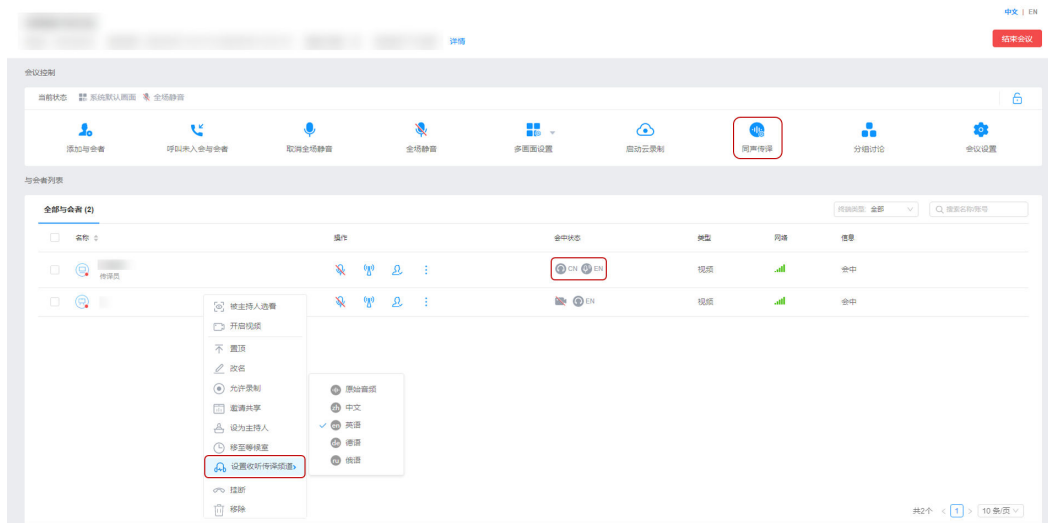 中文 | EN
详情
结束会议
会议控制
当前状态 系统默认画面 全场静音
添加与会者 呼叫未入会与会者 取消全场静音 全场静音 多画面设置 启动云录制 同声传译 分组讨论 会议设置
与会者列表
全部与会者 (2) 终端类型: 全部 搜索名称/账号
名称 操作 会中状态 类型 网络 信息
CN EN 视频 会中
传译员
EN 视频 会中
被主持人选看
开启视频
置顶
改名
允许录制
邀请共享
设为主持人
移至等候室
设置收听传译频道
挂断
移除
原始音频
zh 中文
en 英语
de 德语
ru 俄语
共2个 < 1 > 10 条/页